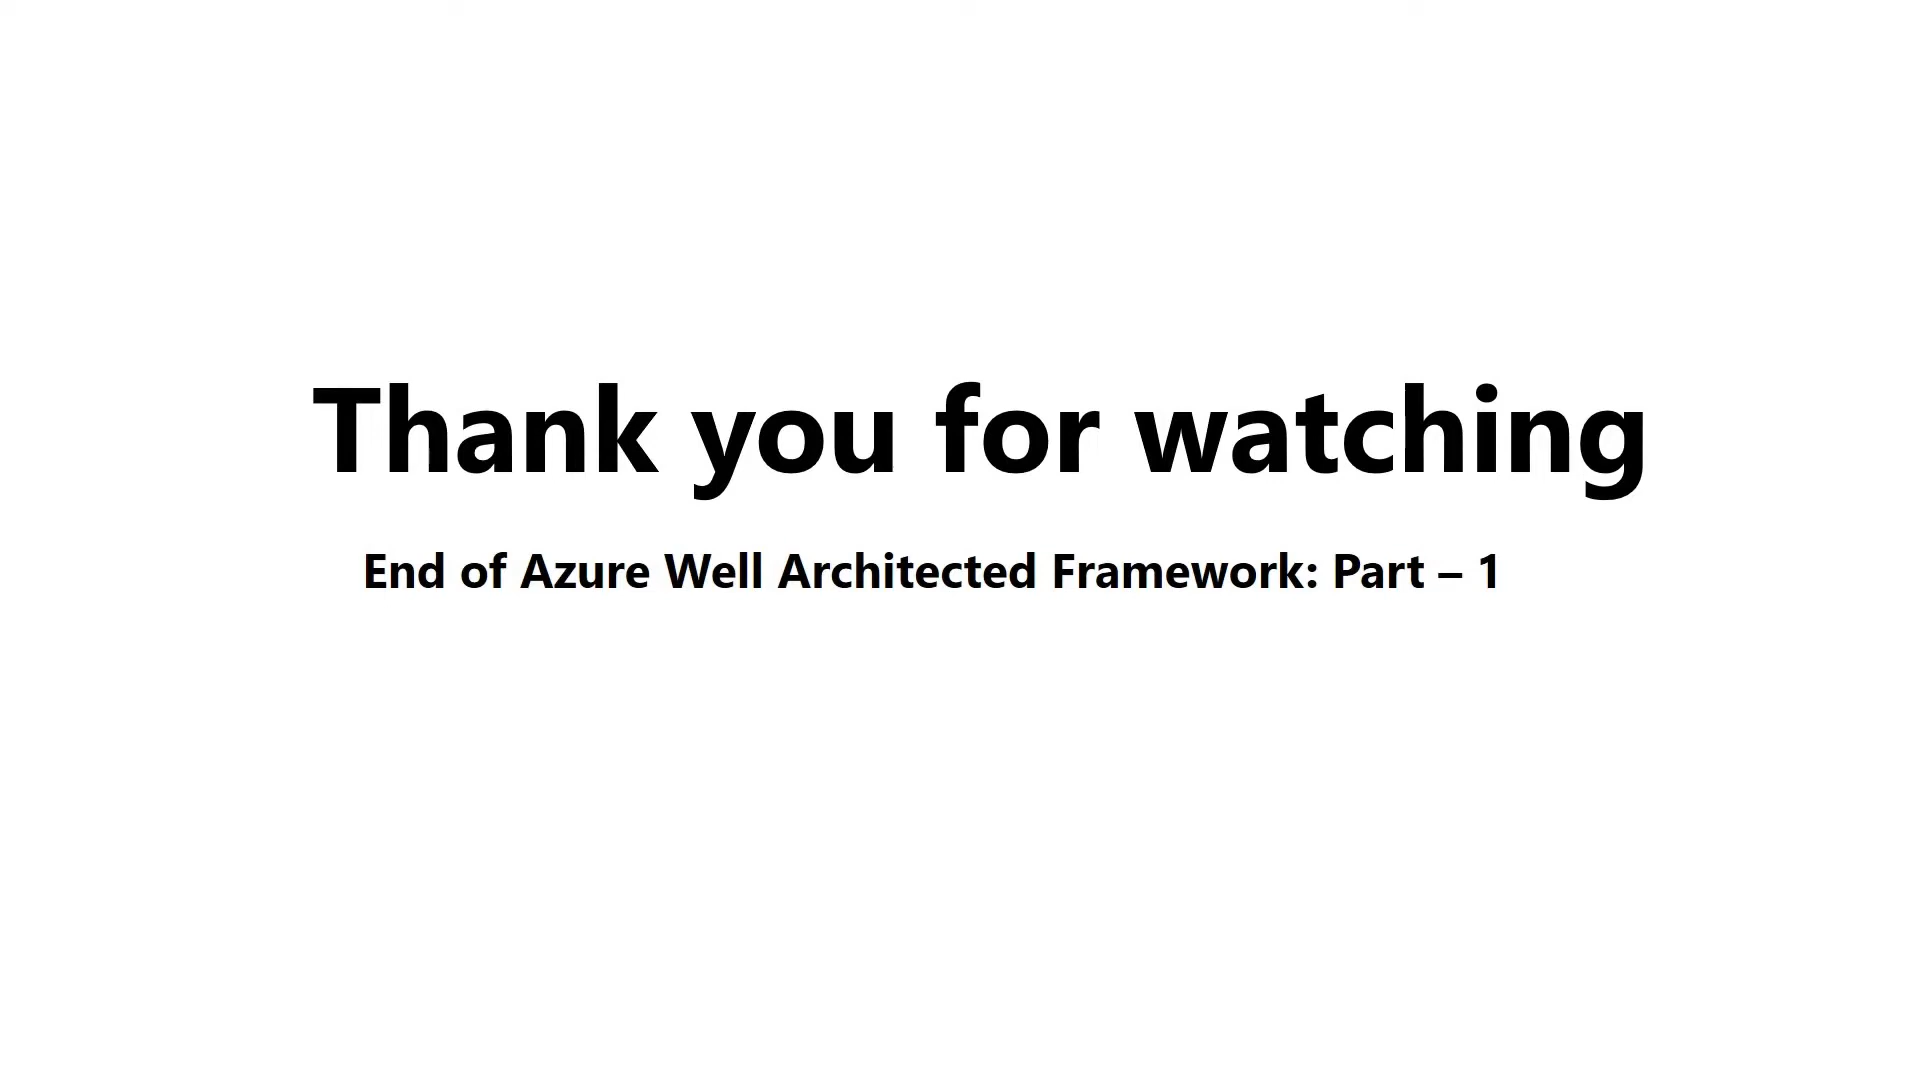 Thank you for watching
End of Azure Well Architected Framework: Part – 1